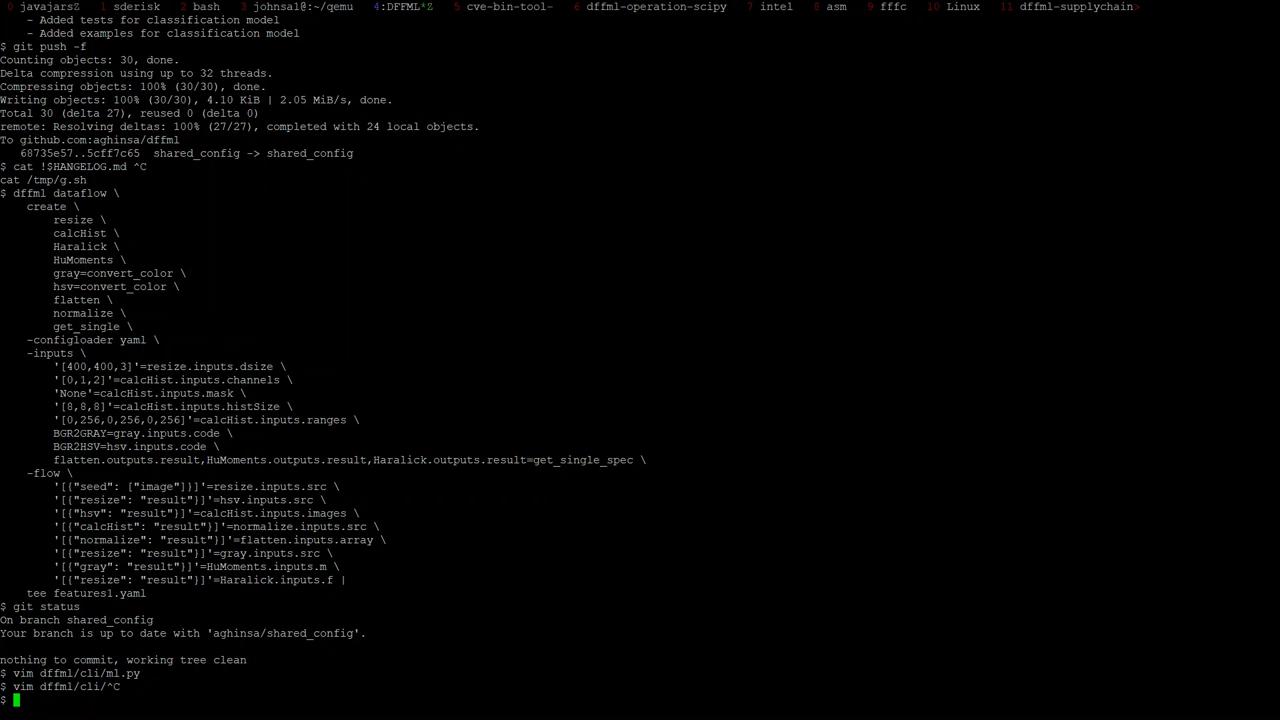 0 javajarsZ  1 sderisk  2 bash  3 johnsal@:~/qemu  4:DFFML*Z  5 cve-bin-tool-  6 dffml-operation-scipy  7 intel  8 asm  9 fffc  10 Linux  11 dffml-supplychain>
- Added tests for classification model
- Added examples for classification model
$ git push -f
Counting objects: 30, done.
Delta compression using up to 32 threads.
Compressing objects: 100% (30/30), done.
Writing objects: 100% (30/30), 4.10 KiB | 2.05 MiB/s, done.
Total 30 (delta 27), reused 0 (delta 0)
remote: Resolving deltas: 100% (27/27), completed with 24 local objects.
To github.com:aghinsa/dffml
   68735e57..5cff7c65  shared_config -> shared_config
$ cat !$HANGELOG.md ^C
cat /tmp/g.sh
$ dffml dataflow \
    create \
        resize \
        calcHist \
        Haralick \
        HuMoments \
        gray=convert_color \
        hsv=convert_color \
        flatten \
        normalize \
        get_single \
    -configloader yaml \
    -inputs \
        '[400,400,3]'=resize.inputs.dsize \
        '[0,1,2]'=calcHist.inputs.channels \
        'None'=calcHist.inputs.mask \
        '[8,8,8]'=calcHist.inputs.histSize \
        '[0,256,0,256,0,256]'=calcHist.inputs.ranges \
        BGR2GRAY=gray.inputs.code \
        BGR2HSV=hsv.inputs.code \
        flatten.outputs.result,HuMoments.outputs.result,Haralick.outputs.result=get_single_spec \
    -flow \
        '[{"seed": ["image"]}]'=resize.inputs.src \
        '[{"resize": "result"}]'=hsv.inputs.src \
        '[{"hsv": "result"}]'=calcHist.inputs.images \
        '[{"calcHist": "result"}]'=normalize.inputs.src \
        '[{"normalize": "result"}]'=flatten.inputs.array \
        '[{"resize": "result"}]'=gray.inputs.src \
        '[{"gray": "result"}]'=HuMoments.inputs.m \
        '[{"resize": "result"}]'=Haralick.inputs.f |
    tee features1.yaml
$ git status
On branch shared_config
Your branch is up to date with 'aghinsa/shared_config'.
nothing to commit, working tree clean
$ vim dffml/cli/ml.py
$ vim dffml/cli/^C
$